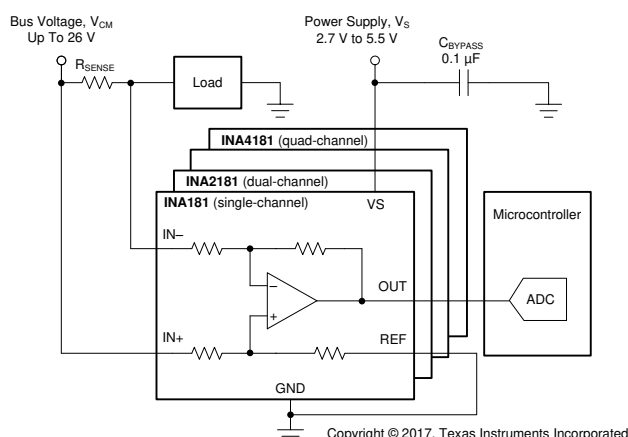 Bus Voltage, VCM
Up To 26 V
RSENSE
Load
Power Supply, VS
2.7 V to 5.5 V
CBYPASS
0.1 µF
INA4181 (quad-channel)
INA2181 (dual-channel)
INA181 (single-channel)
VS
Microcontroller
IN–
–
OUT
ADC
+
IN+
REF
GND
Copyright © 2017, Texas Instruments Incorporated